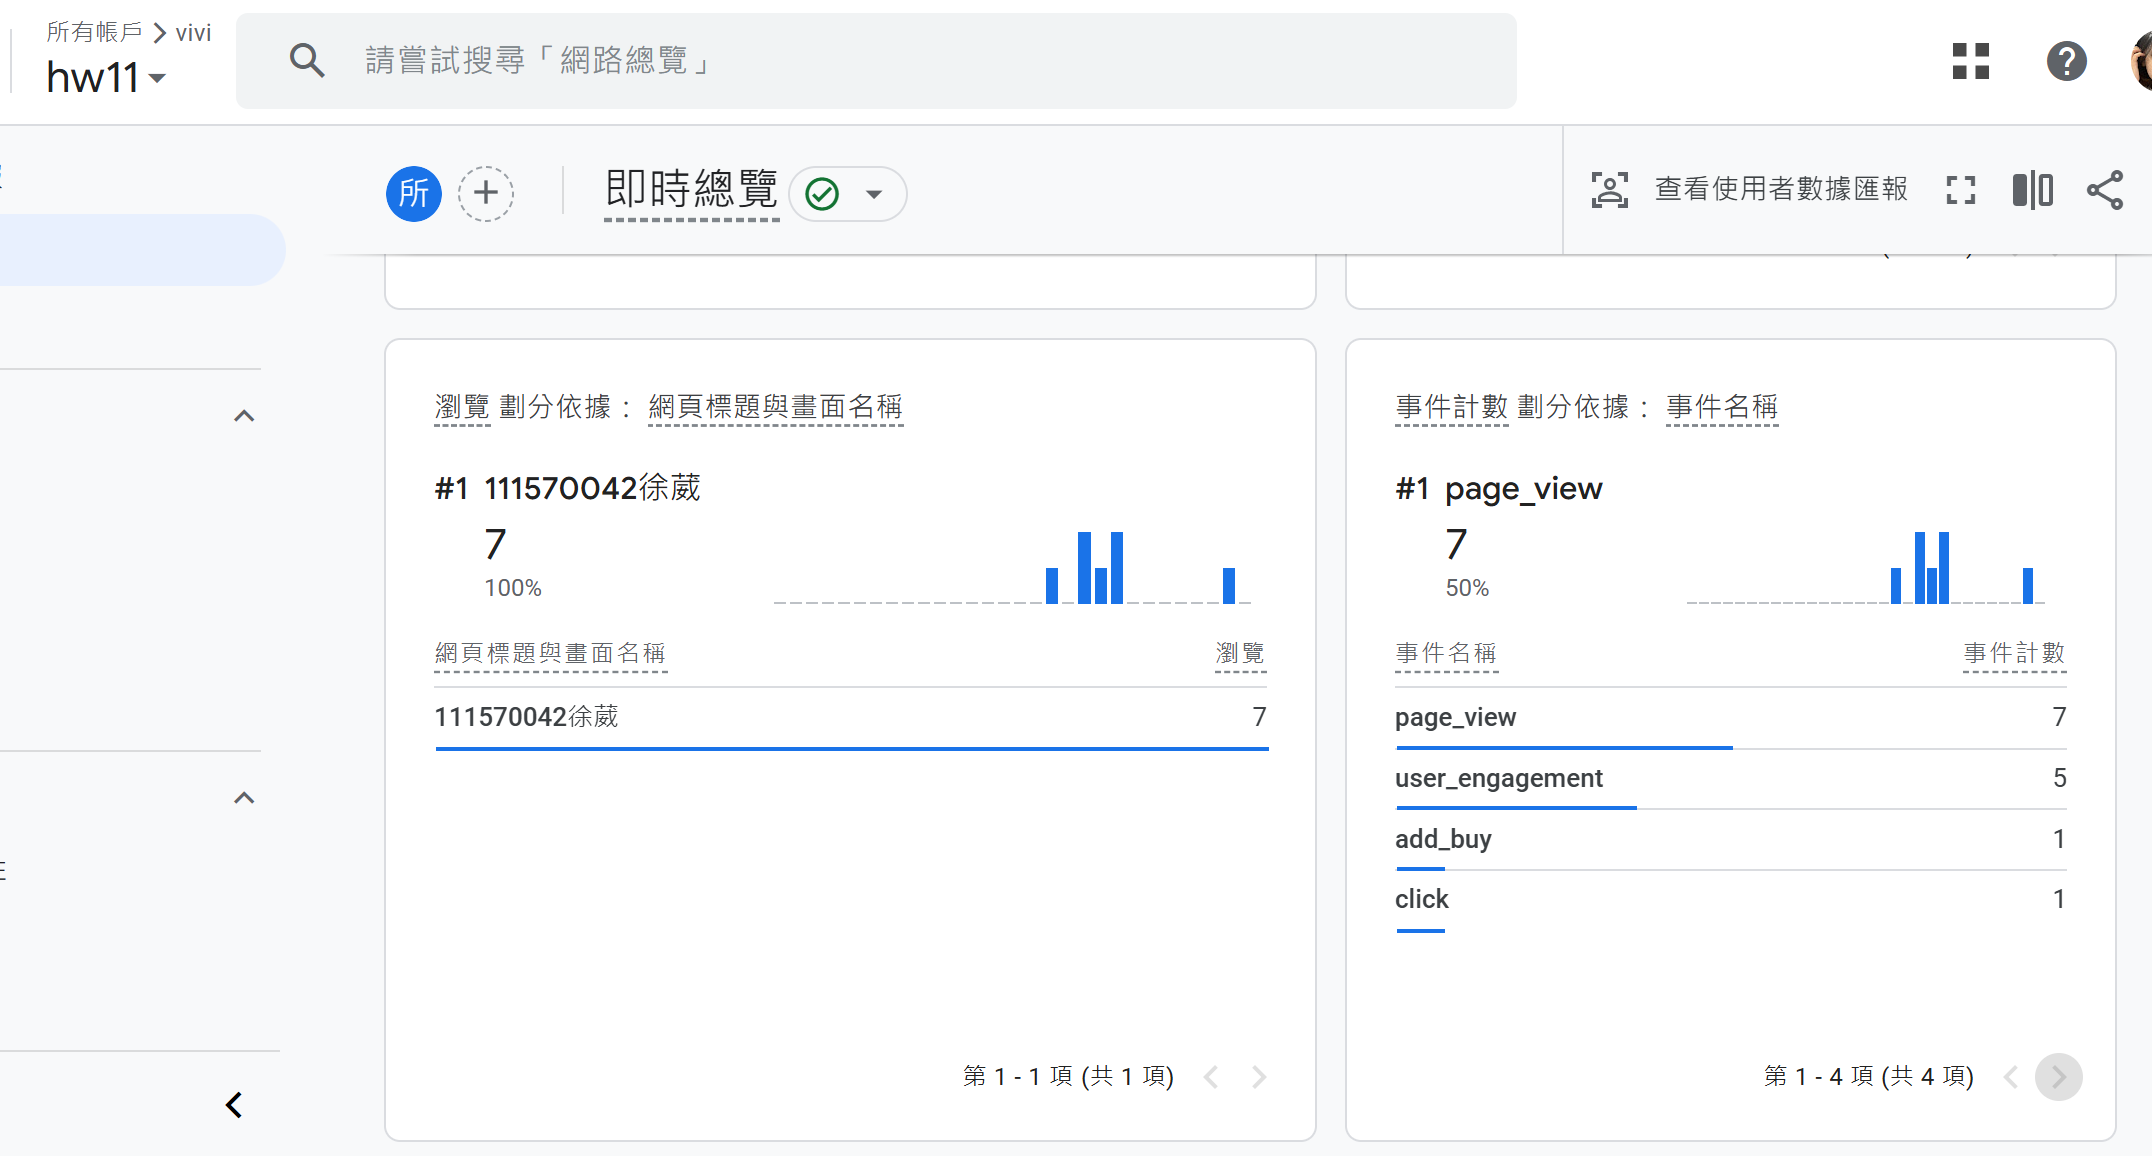 所有帳戶 > vivi
hw11
請嘗試搜尋「網路總覽」
所
即時總覽
查看使用者數據匯報
瀏覽 劃分依據： 網頁標題與畫面名稱
#1 111570042徐葳
7
100%
網頁標題與畫面名稱 瀏覽
111570042徐葳 7
第 1 - 1 項 (共 1 項)
事件計數 劃分依據： 事件名稱
#1 page_view
7
50%
事件名稱 事件計數
page_view 7
user_engagement 5
add_buy 1
click 1
第 1 - 4 項 (共 4 項)